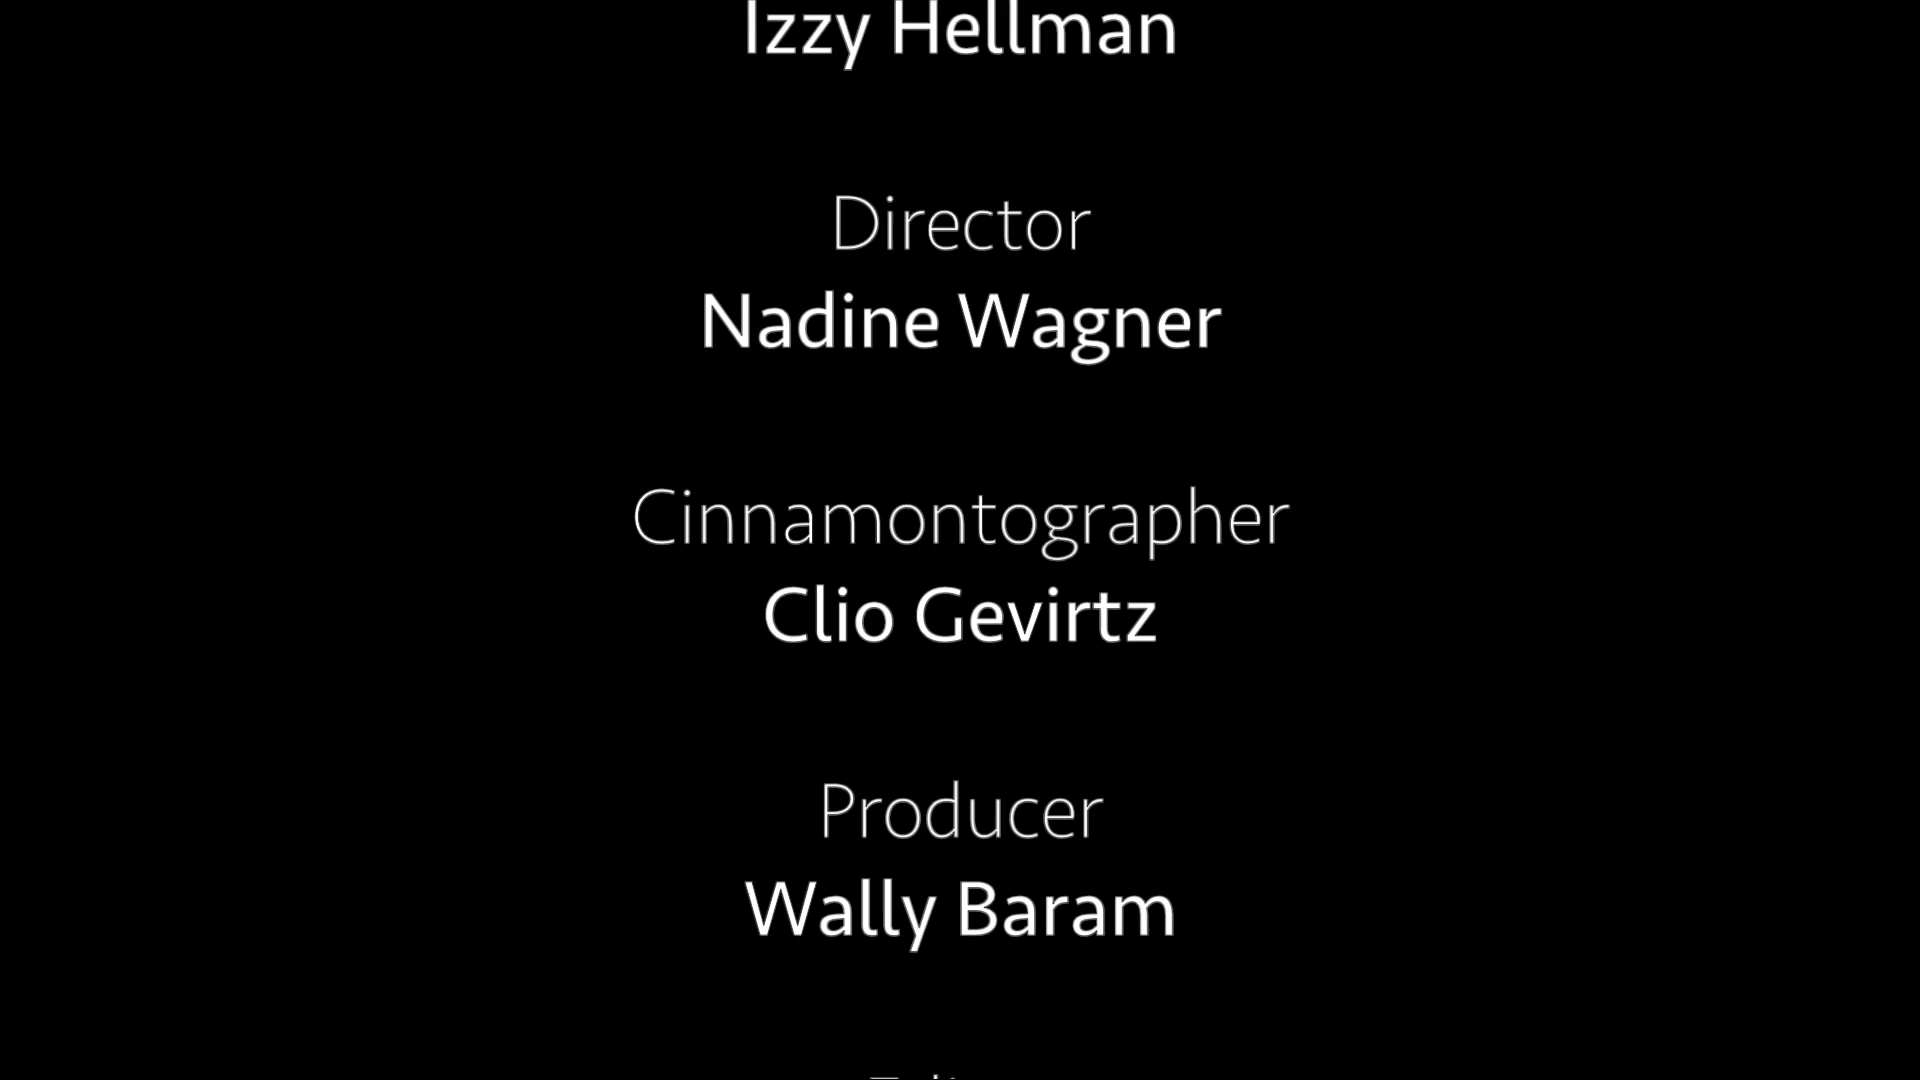 Izzy Hellman
Director
Nadine Wagner
Cinnamontographer
Clio Gevirtz
Producer
Wally Baram